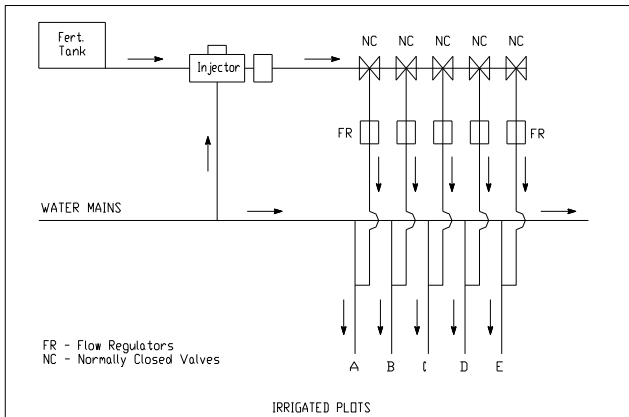 Fert.
Tank
Injector
NC NC NC NC NC
FR FR
WATER MAINS
FR - Flow Regulators
NC - Normally Closed Valves
A B C D E
IRRIGATED PLOTS